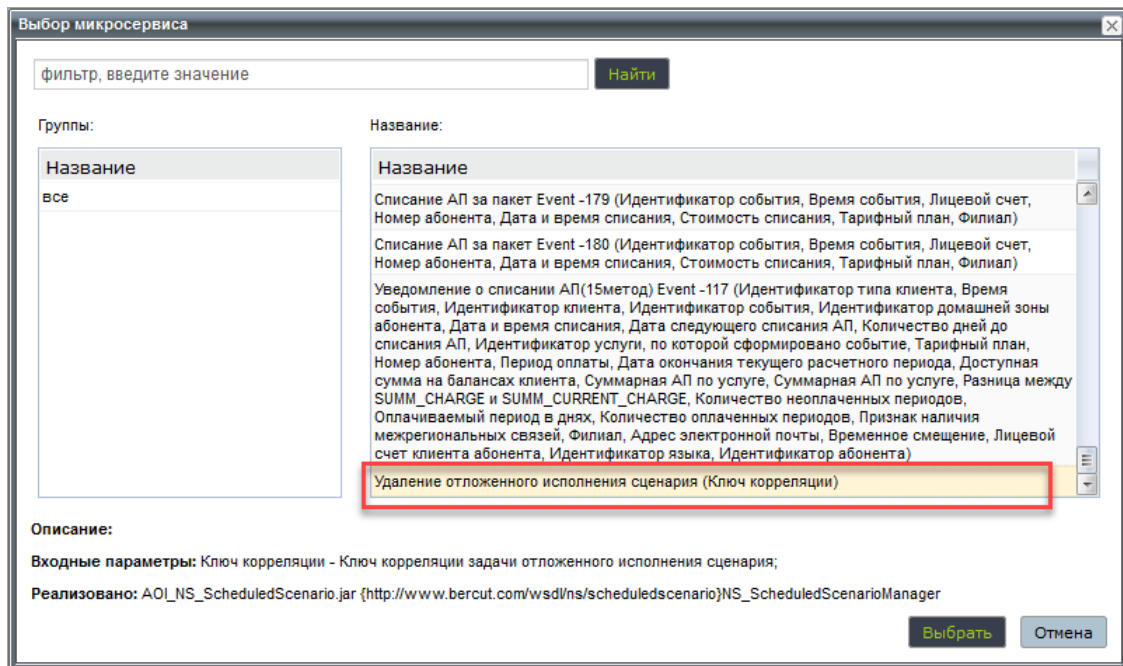 Выбор микросервиса
фильтр, введите значение
Найти
Группы:
Название:
Название
все
Название
Списание АП за пакет Event -179 (Идентификатор события, Время события, Лицевой счет,
Номер абонента, Дата и время списания, Стоимость списания, Тарифный план, Филиал)
Списание АП за пакет Event -180 (Идентификатор события, Время события, Лицевой счет,
Номер абонента, Дата и время списания, Стоимость списания, Тарифный план, Филиал)
Уведомление о списании АП(15метод) Event -117 (Идентификатор типа клиента, Время
события, Идентификатор клиента, Идентификатор события, Идентификатор домашней зоны
абонента, Дата и время списания, Дата следующего списания АП, Количество дней до
списания АП, Идентификатор услуги, по которой сформировано событие, Тарифный план,
Номер абонента, Период оплаты, Дата окончания текущего расчетного периода, Доступная
сумма на балансах клиента, Суммарная АП по услуге, Суммарная АП по услуге, Разница между
SUMM_CHARGE и SUMM_CURRENT_CHARGE, Количество неоплаченных периодов,
Оплачиваемый период в днях, Количество оплаченных периодов, Признак наличия
межрегиональных связей, Филиал, Адрес электронной почты, Временное смещение, Лицевой
счет клиента абонента, Идентификатор языка, Идентификатор абонента)
Удаление отложенного исполнения сценария (Ключ корреляции)
Описание:
Входные параметры: Ключ корреляции - Ключ корреляции задачи отложенного исполнения сценария;
Реализовано: AOI_NS_ScheduledScenario.jar {http://www.bercut.com/wsdl/ns/scheduledscenario}NS_ScheduledScenarioManager
Выбрать
Отмена